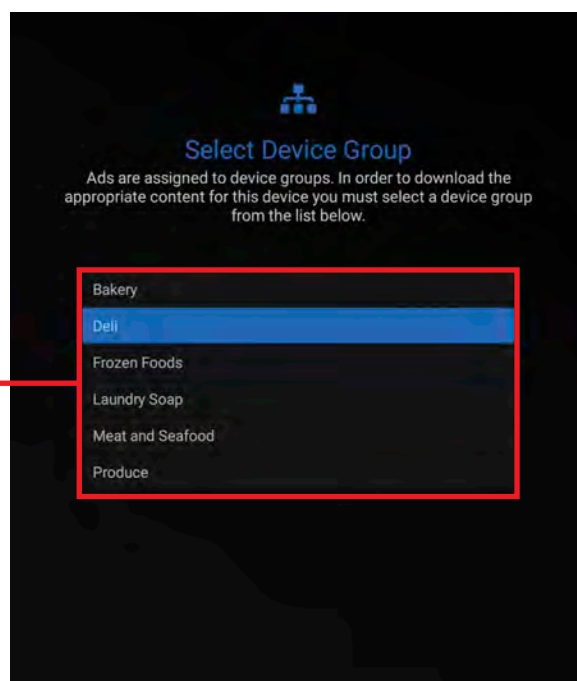 Select Device Group
Ads are assigned to device groups. In order to download the
appropriate content for this device you must select a device group
from the list below.
Bakery
Deli
Frozen Foods
Laundry Soap
Meat and Seafood
Produce